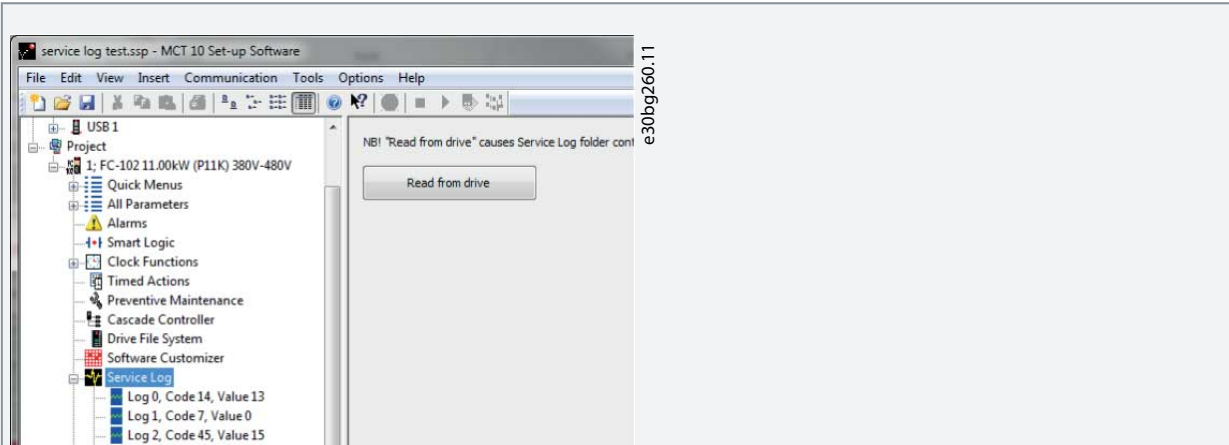 service log test.ssp - MCT 10 Set-up Software
File Edit View Insert Communication Tools Options Help
USB 1
Project
1; FC-102 11.00kW (P11K) 380V-480V
Quick Menus
All Parameters
Alarms
Smart Logic
Clock Functions
Timed Actions
Preventive Maintenance
Cascade Controller
Drive File System
Software Customizer
Service Log
Log 0, Code 14, Value 13
Log 1, Code 7, Value 0
Log 2, Code 45, Value 15
NB! "Read from drive" causes Service Log folder cont
Read from drive
e30bg260.11